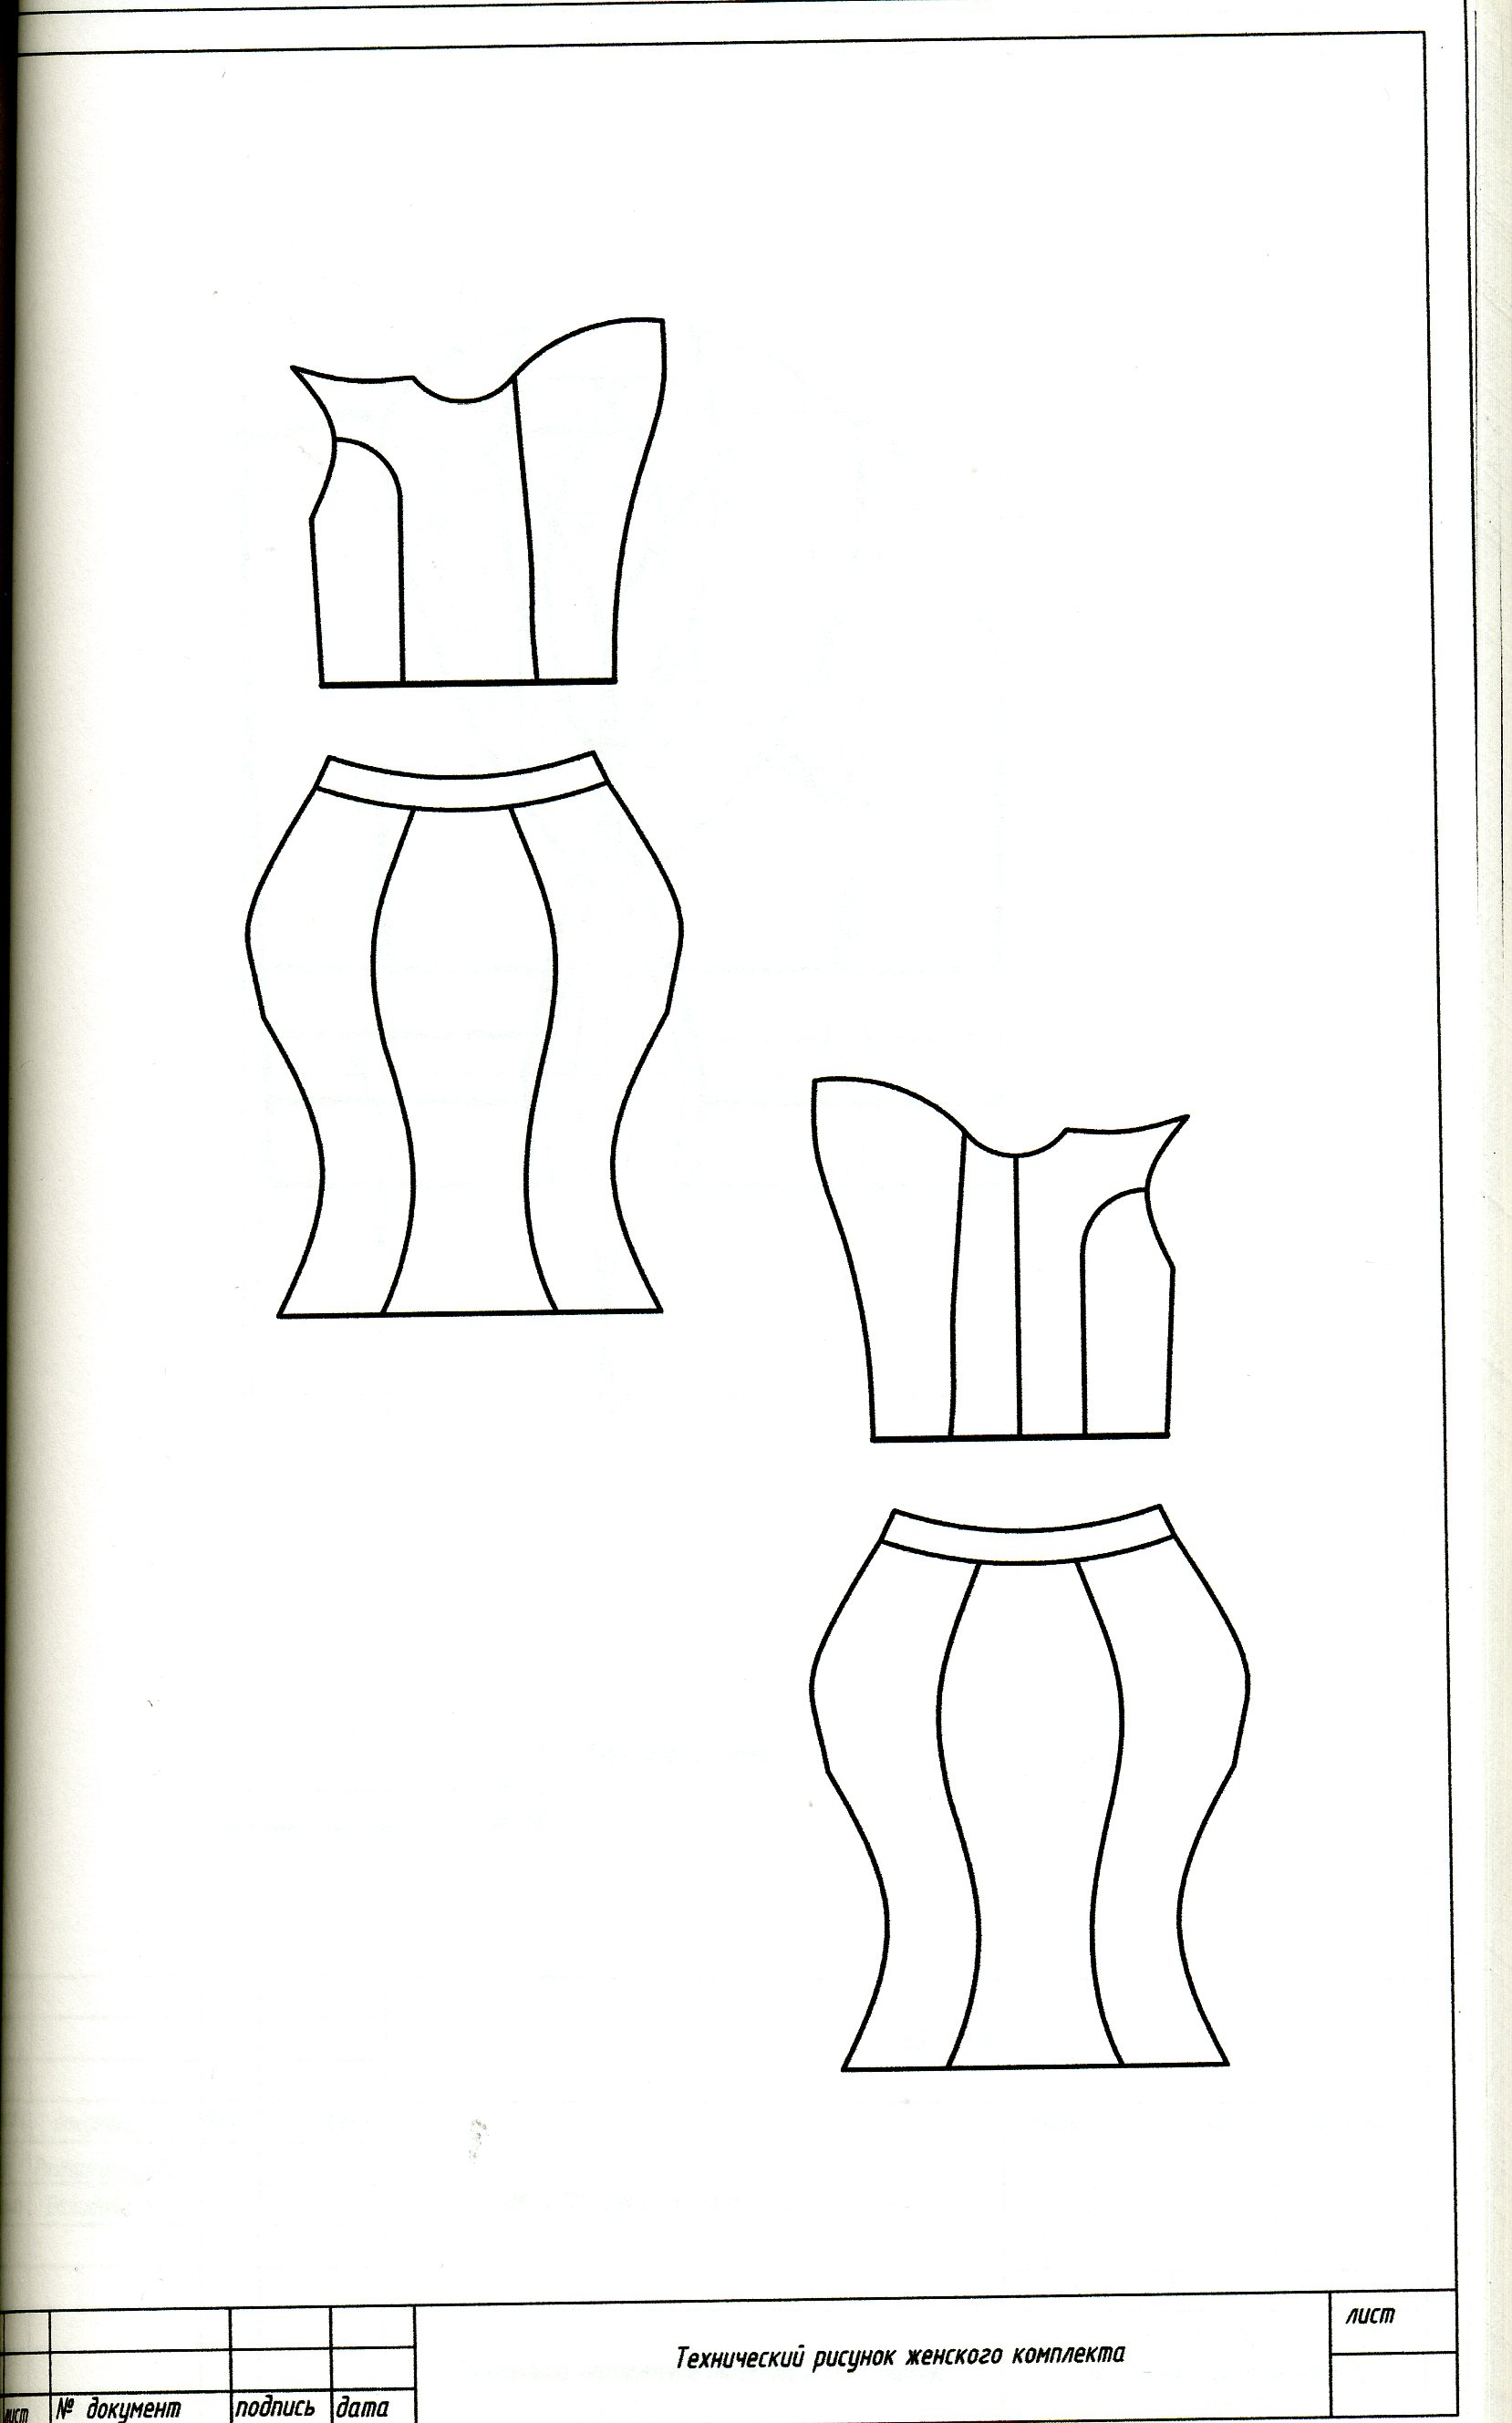 Технический рисунок женского комплекта
лист
лист
№ документ
подпись
дата